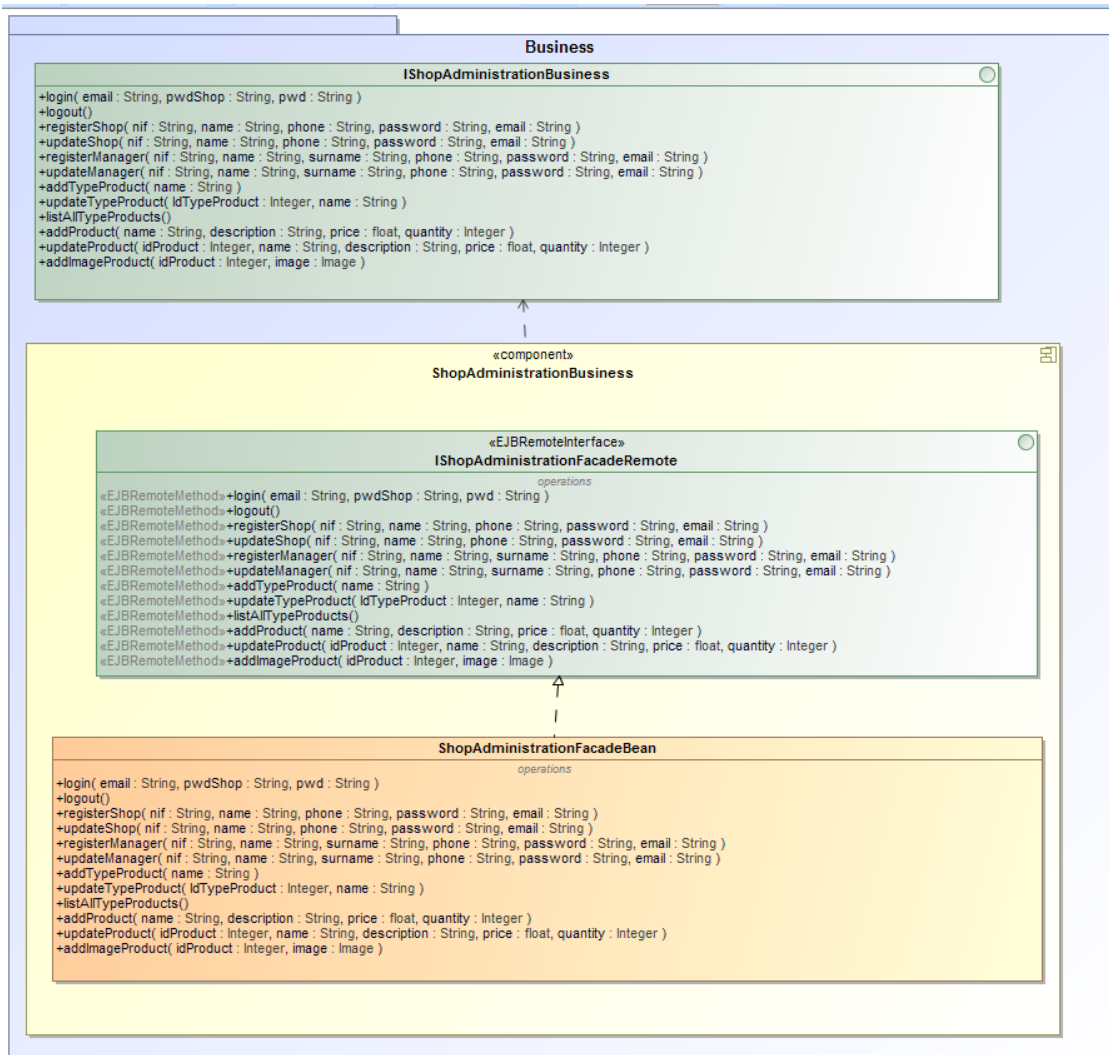 Business
IShopAdministrationBusiness
+login( email : String, pwdShop : String, pwd : String )
+logout()
+registerShop( nif : String, name : String, phone : String, password : String, email : String )
+updateShop( nif : String, name : String, phone : String, password : String, email : String )
+registerManager( nif : String, name : String, surname : String, phone : String, password : String, email : String )
+updateManager( nif : String, name : String, surname : String, phone : String, password : String, email : String )
+addTypeProduct( name : String )
+updateTypeProduct( IdTypeProduct : Integer, name : String )
+listAllTypeProducts()
+addProduct( name : String, description : String, price : float, quantity : Integer )
+updateProduct( idProduct : Integer, name : String, description : String, price : float, quantity : Integer )
+addImageProduct( idProduct : Integer, image : Image )
«component»
ShopAdministrationBusiness
«EJBRemoteInterface»
IShopAdministrationFacadeRemote
operations
«EJBRemoteMethod»+login( email : String, pwdShop : String, pwd : String )
«EJBRemoteMethod»+logout()
«EJBRemoteMethod»+registerShop( nif : String, name : String, phone : String, password : String, email : String )
«EJBRemoteMethod»+updateShop( nif : String, name : String, phone : String, password : String, email : String )
«EJBRemoteMethod»+registerManager( nif : String, name : String, surname : String, phone : String, password : String, email : String )
«EJBRemoteMethod»+updateManager( nif : String, name : String, surname : String, phone : String, password : String, email : String )
«EJBRemoteMethod»+addTypeProduct( name : String )
«EJBRemoteMethod»+updateTypeProduct( IdTypeProduct : Integer, name : String )
«EJBRemoteMethod»+listAllTypeProducts()
«EJBRemoteMethod»+addProduct( name : String, description : String, price : float, quantity : Integer )
«EJBRemoteMethod»+updateProduct( idProduct : Integer, name : String, description : String, price : float, quantity : Integer )
«EJBRemoteMethod»+addImageProduct( idProduct : Integer, image : Image )
ShopAdministrationFacadeBean
operations
+login( email : String, pwdShop : String, pwd : String )
+logout()
+registerShop( nif : String, name : String, phone : String, password : String, email : String )
+updateShop( nif : String, name : String, phone : String, password : String, email : String )
+registerManager( nif : String, name : String, surname : String, phone : String, password : String, email : String )
+updateManager( nif : String, name : String, surname : String, phone : String, password : String, email : String )
+addTypeProduct( name : String )
+updateTypeProduct( IdTypeProduct : Integer, name : String )
+listAllTypeProducts()
+addProduct( name : String, description : String, price : float, quantity : Integer )
+updateProduct( idProduct : Integer, name : String, description : String, price : float, quantity : Integer )
+addImageProduct( idProduct : Integer, image : Image )